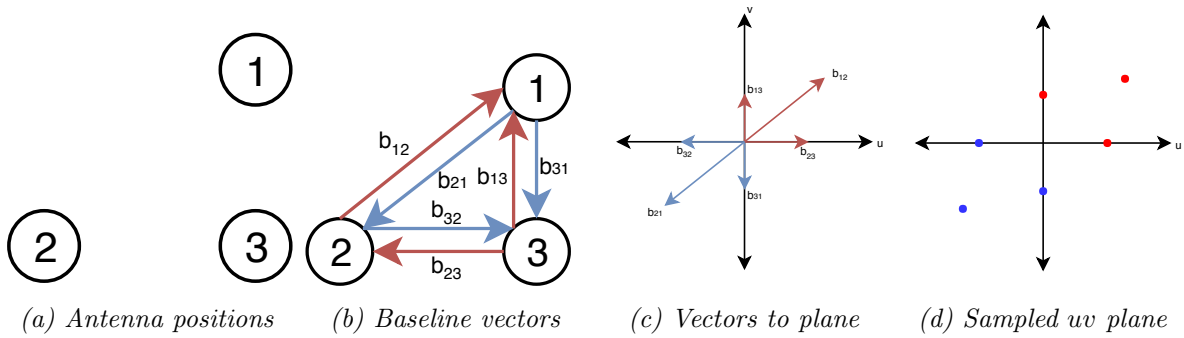 1
2
3
(a) Antenna positions
1
2
3
b12
b21
b13
b31
b32
b23
(b) Baseline vectors
v
b12
b13
u
b32
b23
b31
b21
(c) Vectors to plane
v
u
(d) Sampled uv plane